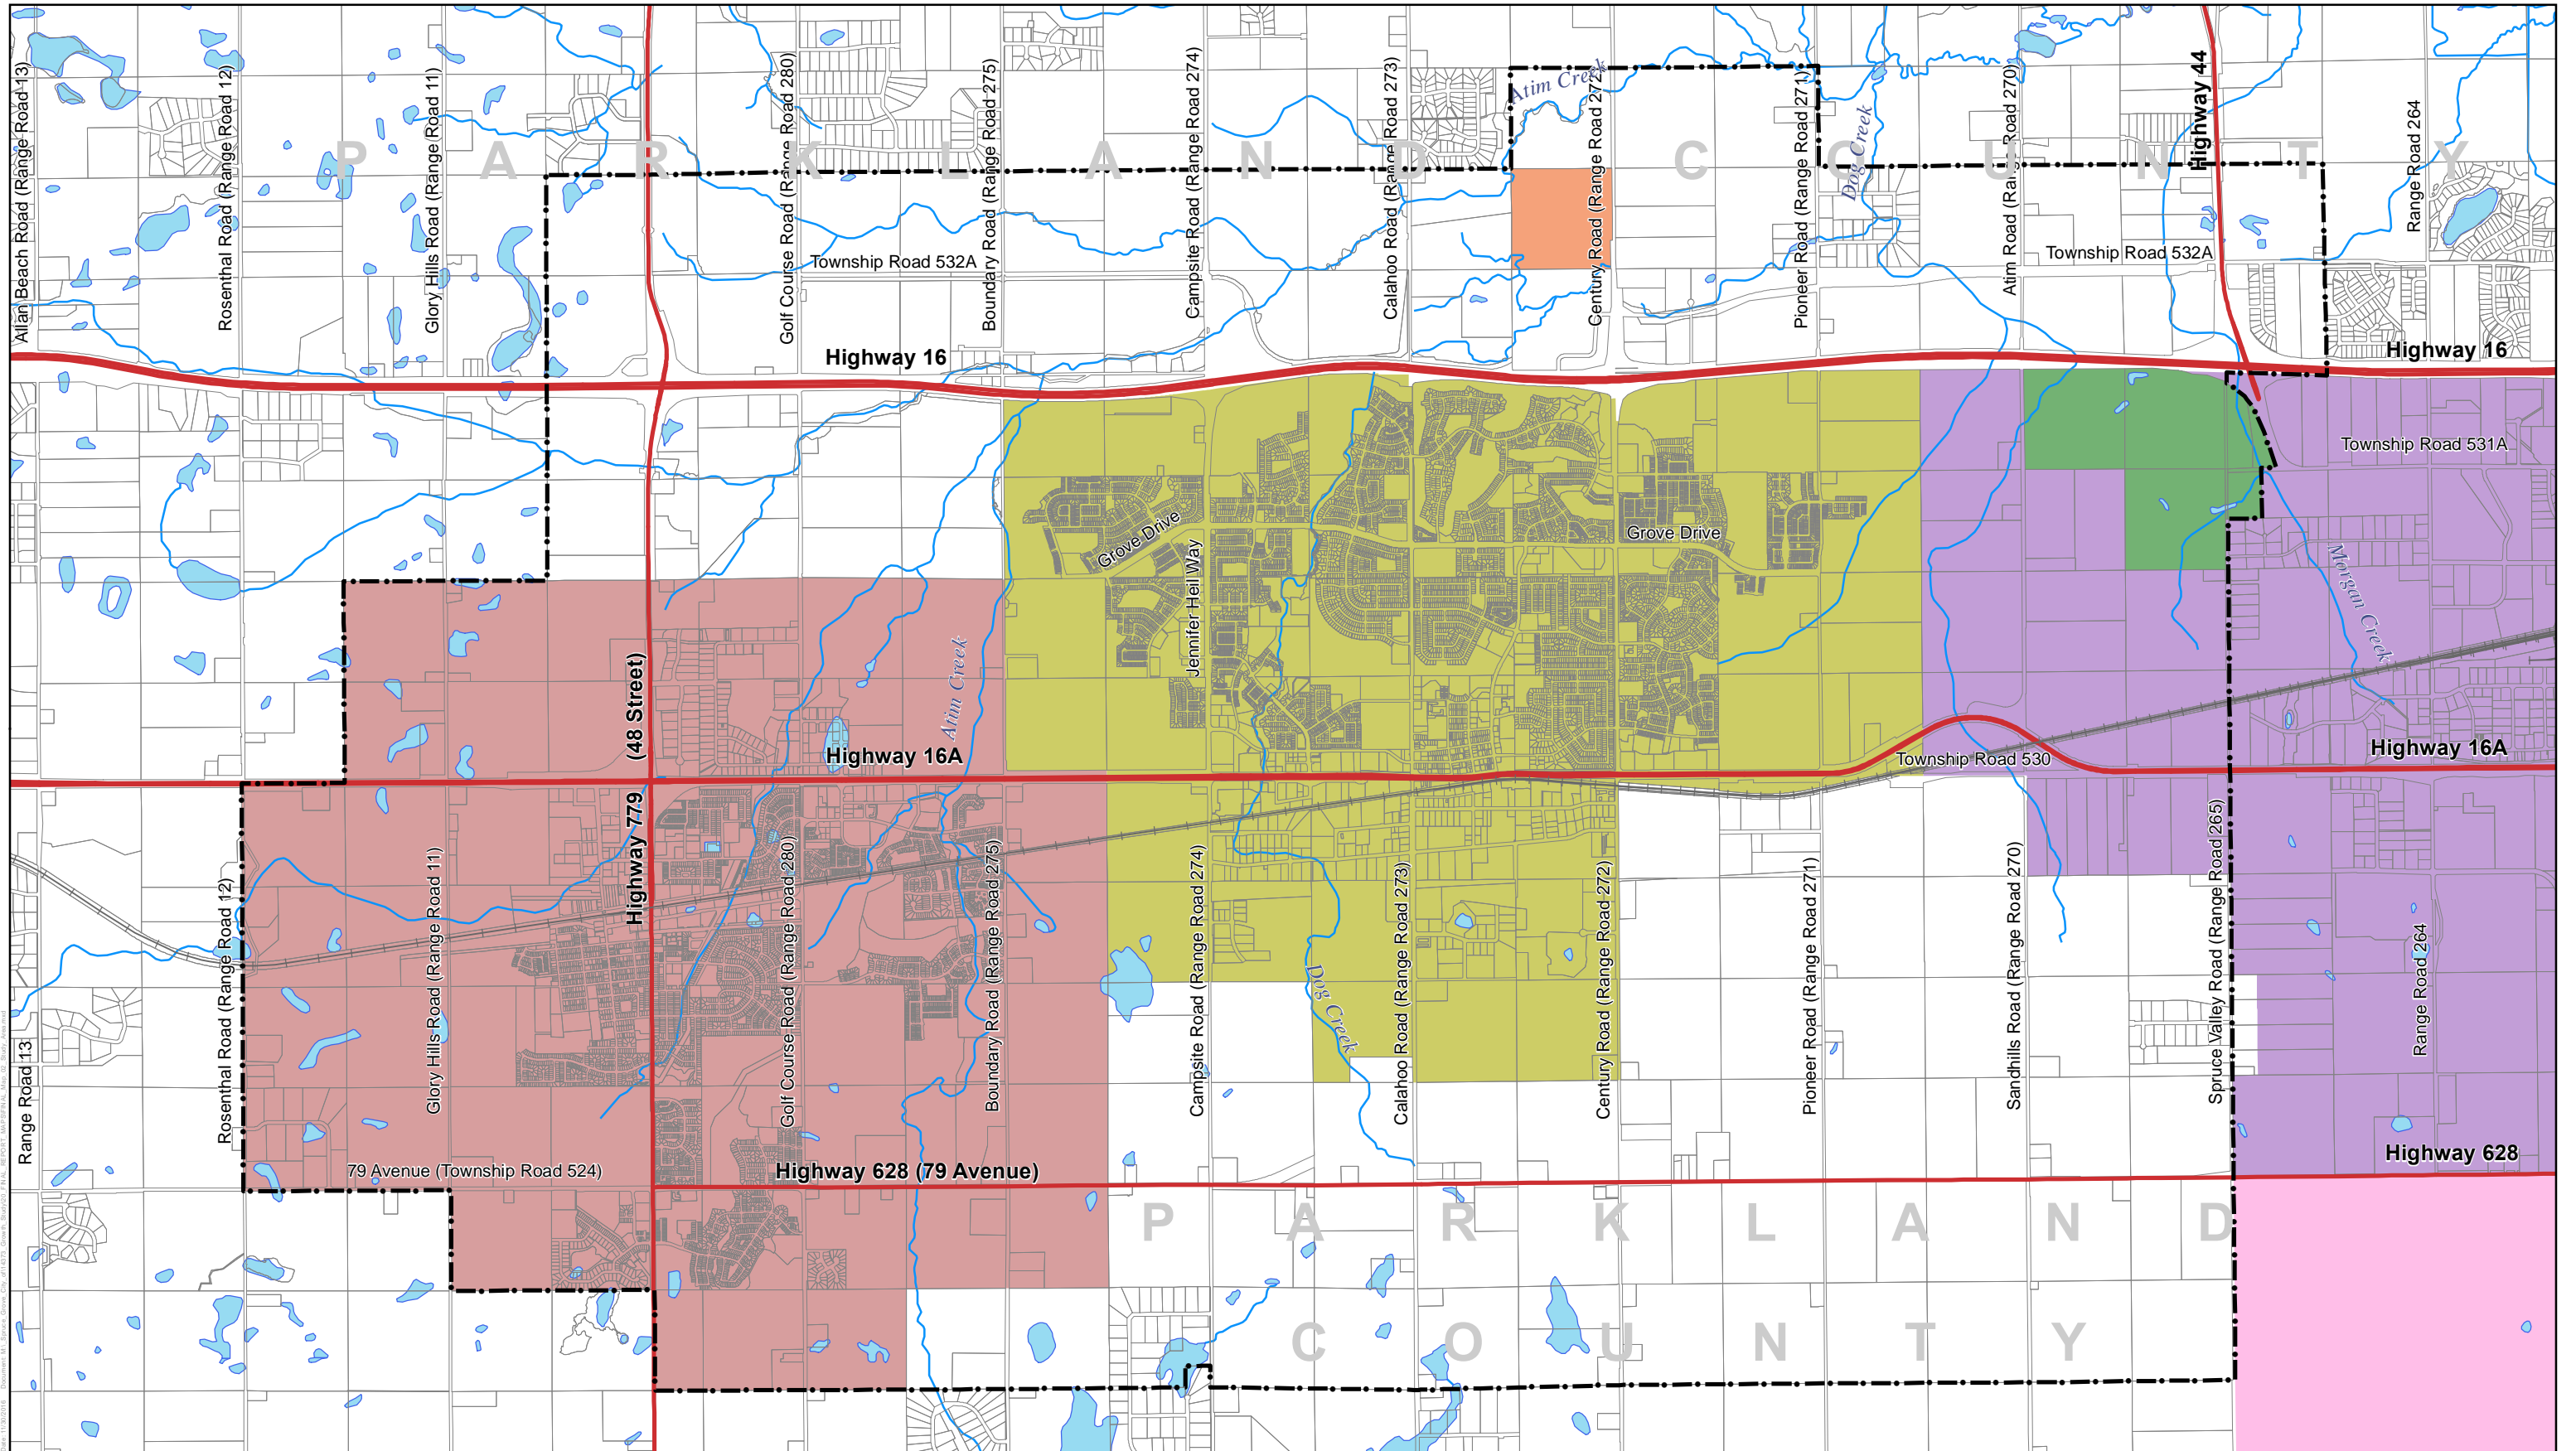 Allan Beach Road (Range Road 13)
Rosenthal Road (Range Road 12)
Glory Hills Road (Range Road 11)
Golf Course Road (Range Road 280)
Boundary Road (Range Road 275)
Campsite Road (Range Road 274)
Calahoo Road (Range Road 273)
Atim Creek
Century Road (Range Road 272)
Pioneer Road (Range Road 271)
Dog Creek
Atim Road (Range Road 270)
Highway 44
Range Road 264
PARKLAND COUNTY
Township Road 532A
Township Road 532A
Highway 16
Highway 16
Township Road 531A
Grove Drive
Grove Drive
Jennifer Heil Way
Morgan Creek
Atim Creek
(48 Street)
Highway 779
Highway 16A
Township Road 530
Highway 16A
Range Road 13
Rosenthal Road (Range Road 12)
Glory Hills Road (Range Road 11)
Golf Course Road (Range Road 280)
Boundary Road (Range Road 275)
Campsite Road (Range Road 274)
Dog Creek
Calahoo Road (Range Road 273)
Century Road (Range Road 272)
Pioneer Road (Range Road 271)
Sandhills Road (Range Road 270)
Spruce Valley Road (Range Road 265)
Range Road 264
79 Avenue (Township Road 524)
Highway 628 (79 Avenue)
Highway 628
PARKLAND
COUNTY